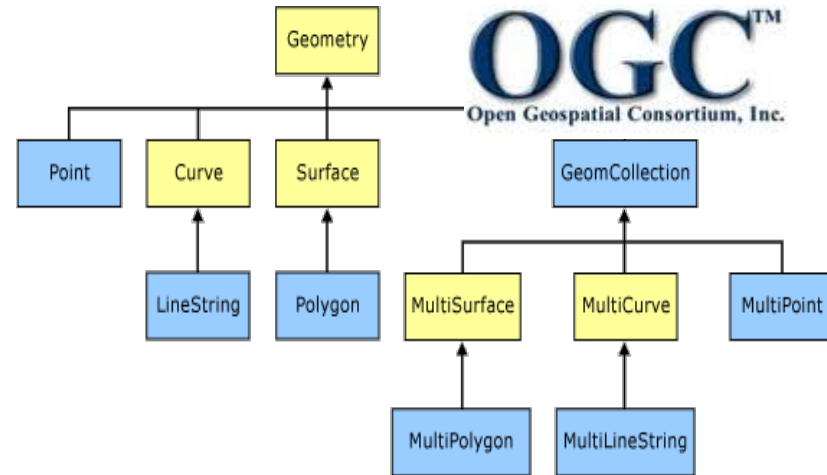 Geometry
OGC™
Open Geospatial Consortium, Inc.
Point
Curve
Surface
GeomCollection
LineString
Polygon
MultiSurface
MultiCurve
MultiPoint
MultiPolygon
MultiLineString